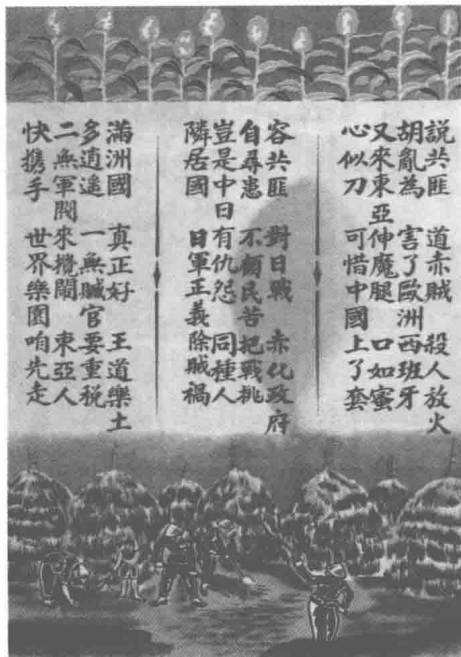 說共匪 道赤賊 殺人放火
胡亂為 害了歐洲西班牙
又來東亞伸魔腿 口如蜜
心似刀 可惜中國上了套
容共匪 對日戰 赤化政府
自尋患 不顧民苦把戰挑
豈是中日有仇怨 同種人
隣居國 日軍正義除賊禍
滿洲國 真正好 王道樂土
多逍遙 一無贓官要重稅
二無軍閥來攪鬧 東亞人
快携手 世界樂園咱先走